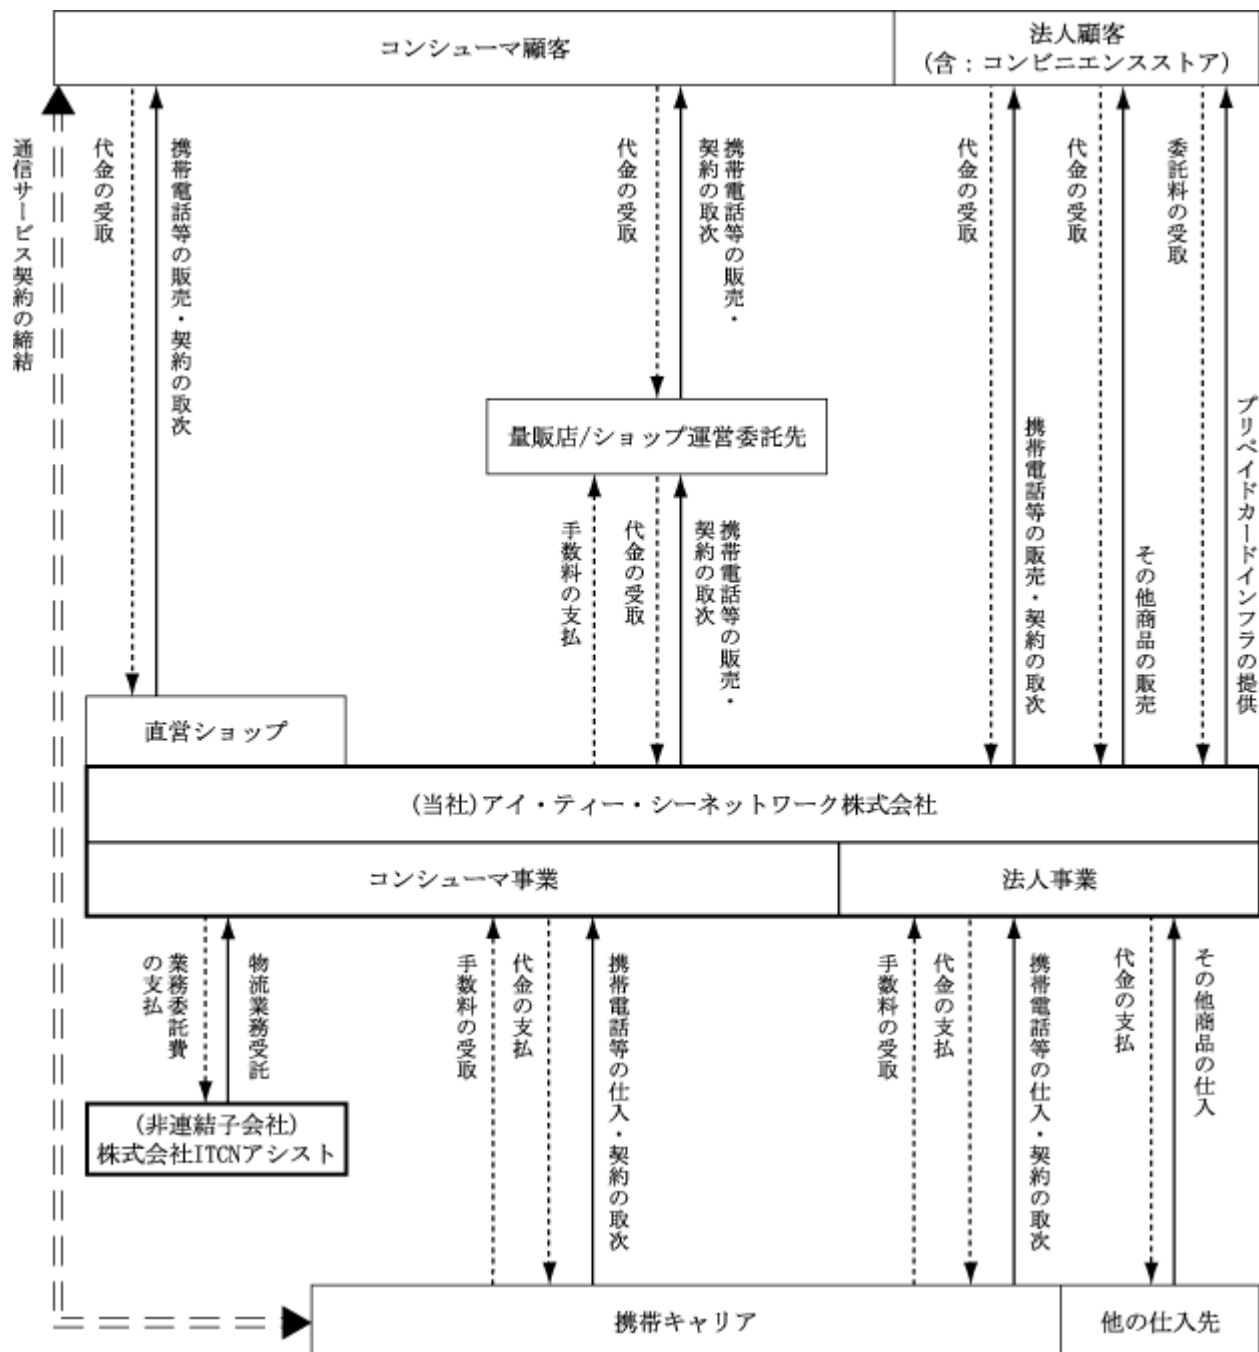 コンシューマ顧客
法人顧客
(含：コンビニエンスストア)
通信サービス契約の締結
代金の受取
携帯電話等の販売・契約の取次
代金の受取
携帯電話等の販売・
契約の取次
代金の受取
携帯電話等の販売・契約の取次
代金の受取
その他商品の販売
委託料の受取
プリペイドカードインフラの提供
量販店/ショップ運営委託先
手数料の支払
代金の受取
携帯電話等の販売・
契約の取次
直営ショップ
(当社)アイ・ティー・シーネットワーク株式会社
コンシューマ事業
法人事業
業務委託費
の支払
物流業務受託
手数料の受取
代金の支払
携帯電話等の仕入・契約の取次
手数料の受取
代金の支払
携帯電話等の仕入・契約の取次
代金の支払
その他商品の仕入
(非連結子会社)
株式会社ITCNアシスト
携帯キャリア
他の仕入先